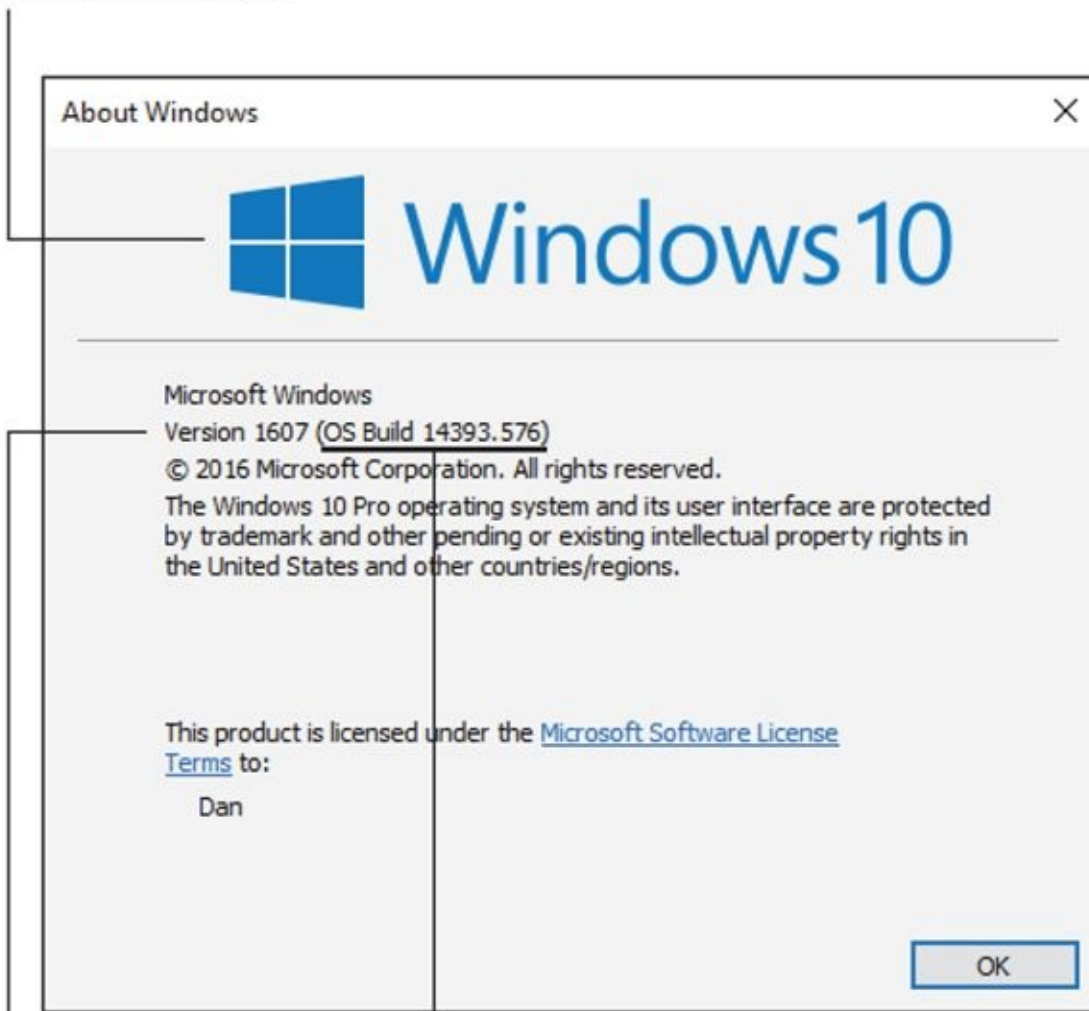 About Windows
Windows 10
Microsoft Windows
Version 1607 (OS Build 14393.576)
© 2016 Microsoft Corporation. All rights reserved.
The Windows 10 Pro operating system and its user interface are protected
by trademark and other pending or existing intellectual property rights in
the United States and other countries/regions.
This product is licensed under the Microsoft Software License
Terms to:
Dan
OK